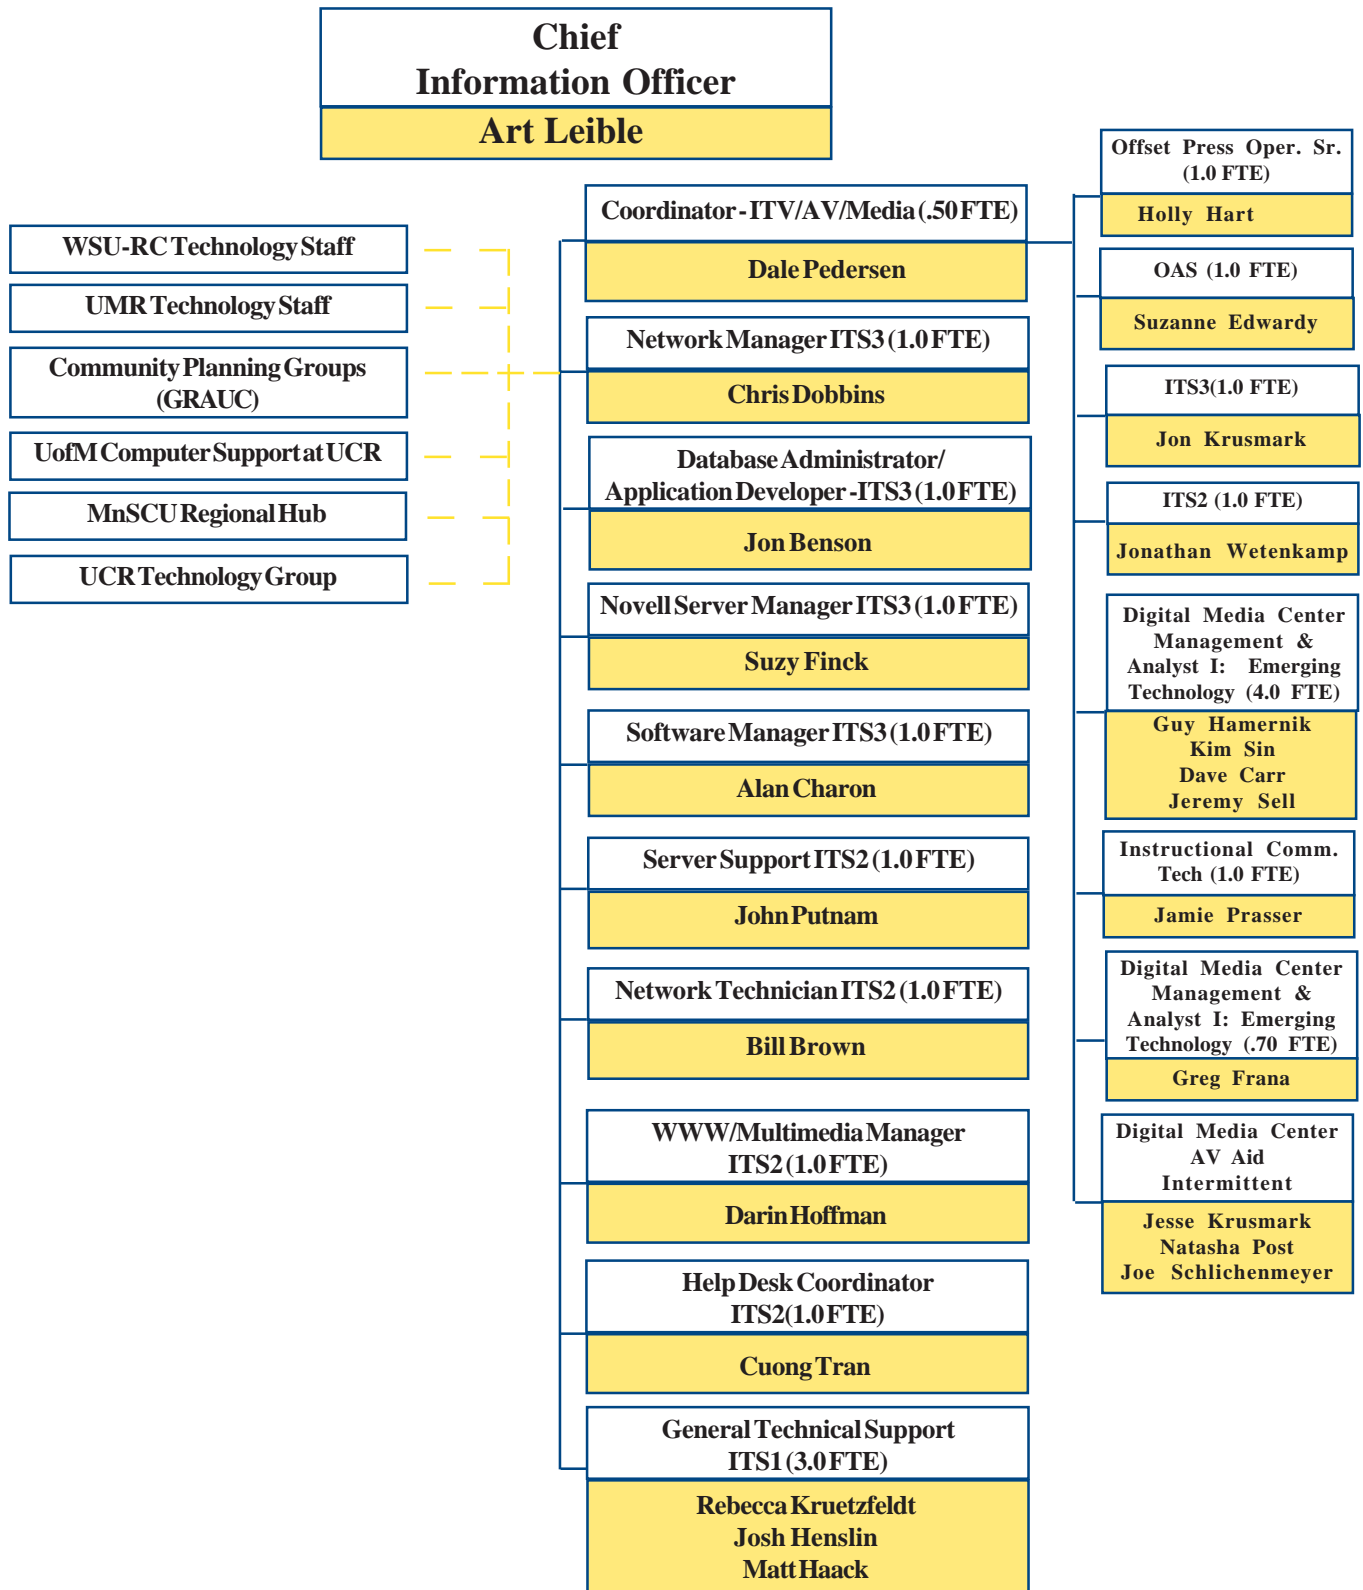 Chief
Information Officer
Art Leible
WSU-RC Technology Staff
UMR Technology Staff
Community Planning Groups
(GRAUC)
UofM Computer Support at UCR
MnSCU Regional Hub
UCR Technology Group
Coordinator - ITV/AV/Media (.50 FTE)
Dale Pedersen
Network Manager ITS3 (1.0 FTE)
Chris Dobbins
Database Administrator/
Application Developer -ITS3 (1.0 FTE)
Jon Benson
Novell Server Manager ITS3 (1.0 FTE)
Suzy Finck
Software Manager ITS3 (1.0 FTE)
Alan Charon
Server Support ITS2 (1.0 FTE)
John Putnam
Network Technician ITS2 (1.0 FTE)
Bill Brown
WWW/Multimedia Manager
ITS2 (1.0 FTE)
Darin Hoffman
Help Desk Coordinator
ITS2(1.0 FTE)
Cuong Tran
General Technical Support
ITS1 (3.0 FTE)
Rebecca Kruetzfeldt
Josh Henslin
Matt Haack
Offset Press Oper. Sr.
(1.0 FTE)
Holly Hart
OAS (1.0 FTE)
Suzanne Edwardy
ITS3(1.0 FTE)
Jon Krusmark
ITS2 (1.0 FTE)
Jonathan Wetenkamp
Digital Media Center
Management &
Analyst I: Emerging
Technology (4.0 FTE)
Guy Hamernik
Kim Sin
Dave Carr
Jeremy Sell
Instructional Comm.
Tech (1.0 FTE)
Jamie Prasser
Digital Media Center
Management &
Analyst I: Emerging
Technology (.70 FTE)
Greg Frana
Digital Media Center
AV Aid
Intermittent
Jesse Krusmark
Natasha Post
Joe Schlichenmeyer